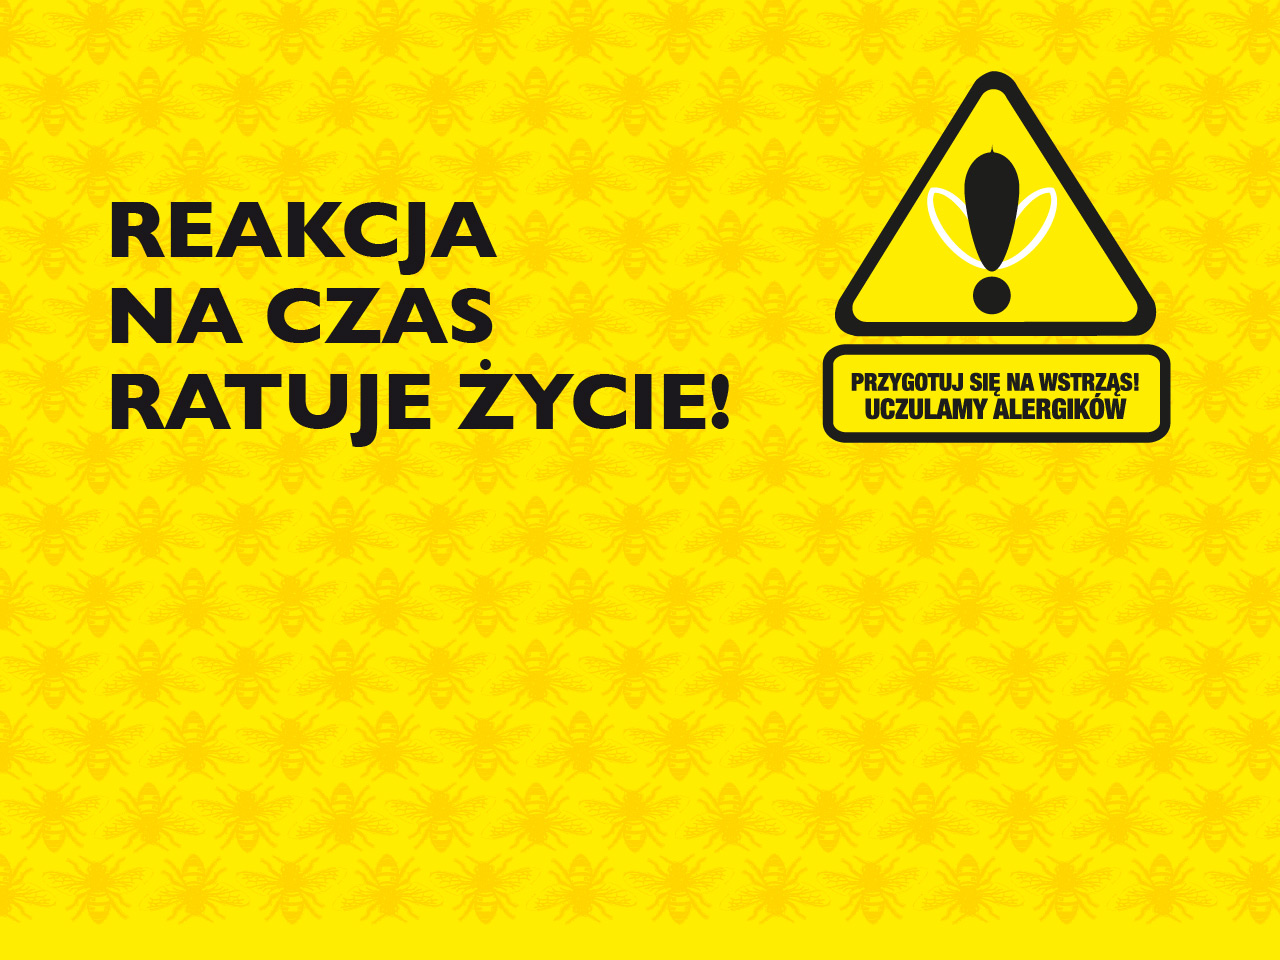 REAKCJA
NA CZAS
RATUJE ŻYCIE!
PRZYGOTUJ SIĘ NA WSTRZĄS!
UCZULAMY ALERGIKÓW